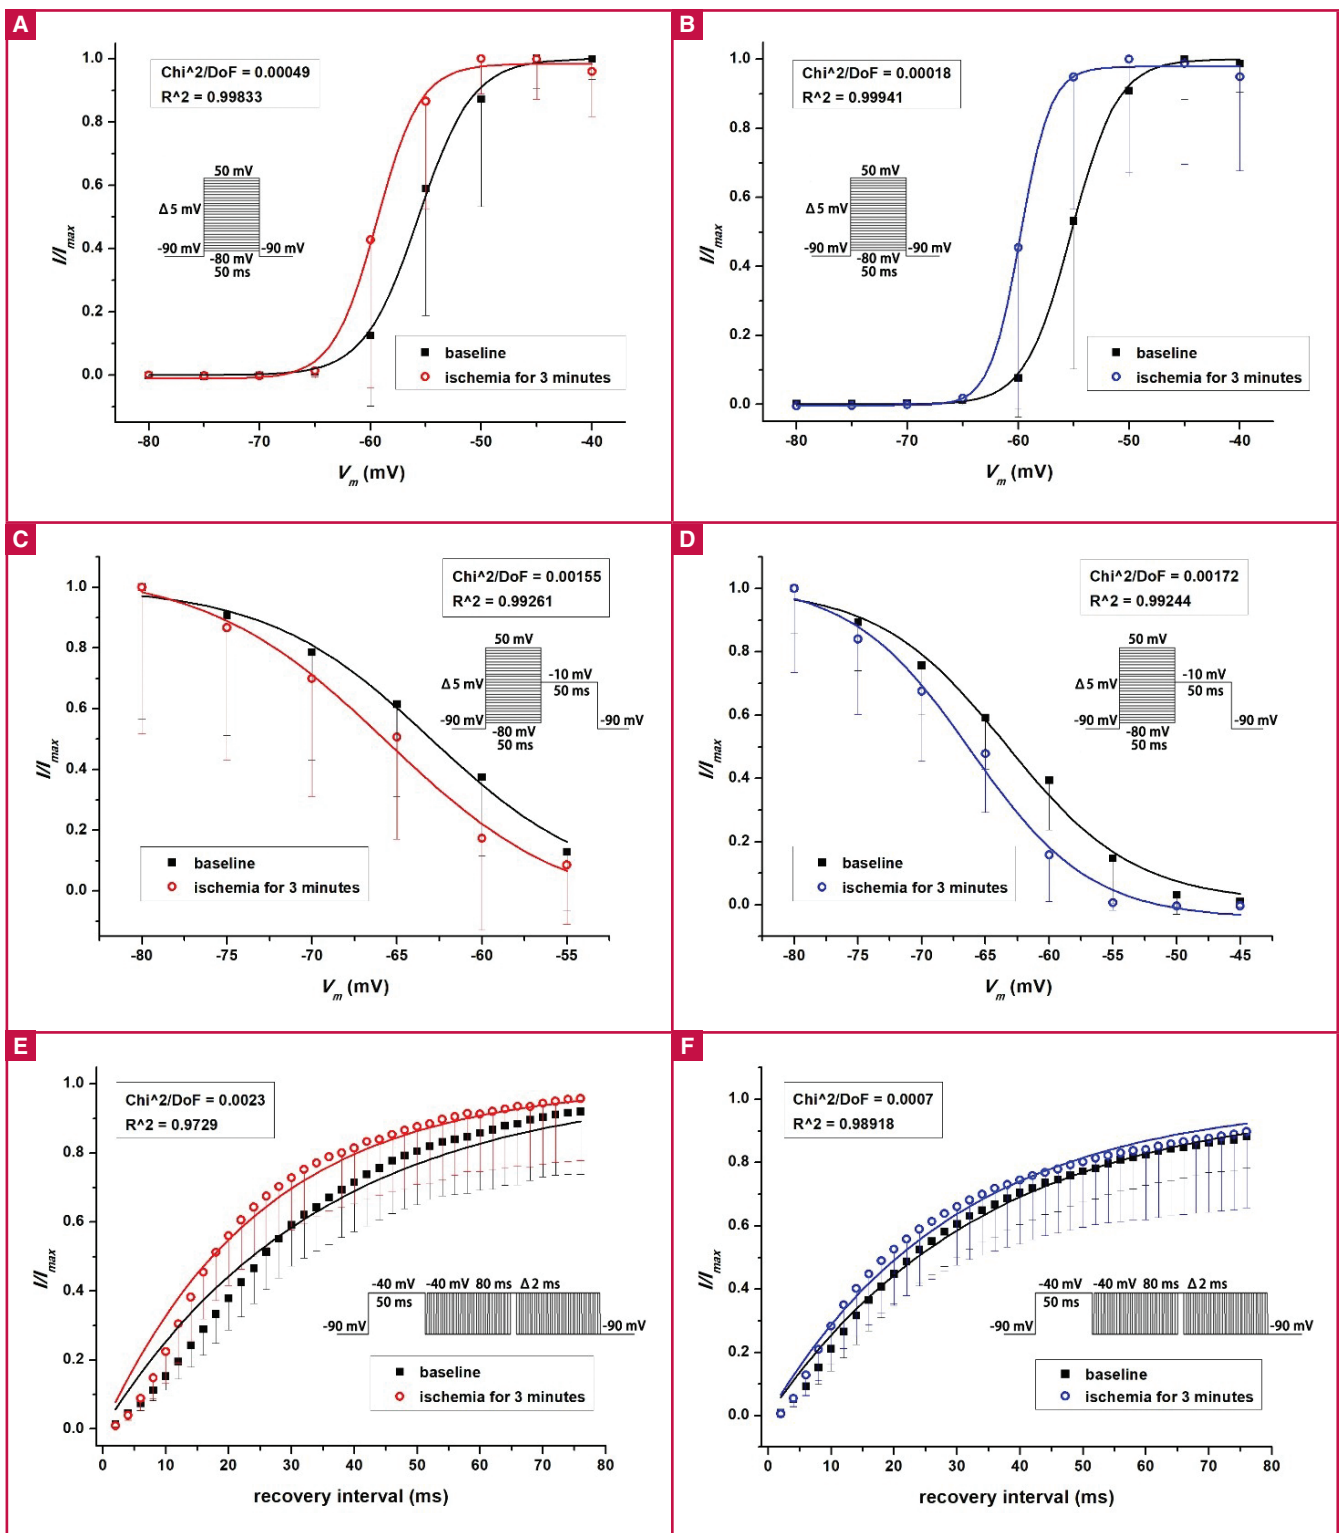 A
Chi^2/DoF = 0.00049
R^2 = 0.99833
50 mV
Δ 5 mV
-90 mV
-90 mV
-80 mV
50 ms
baseline
ischemia for 3 minutes
1.0
0.8
0.6
0.4
0.2
0.0
I/Imax
-80
-70
-60
-50
-40
Vm (mV)
B
Chi^2/DoF = 0.00018
R^2 = 0.99941
50 mV
Δ 5 mV
-90 mV
-90 mV
-80 mV
50 ms
baseline
ischemia for 3 minutes
1.0
0.8
0.6
0.4
0.2
0.0
I/Imax
-80
-70
-60
-50
-40
Vm (mV)
C
Chi^2/DoF = 0.00155
R^2 = 0.99261
50 mV
-10 mV
Δ 5 mV
50 ms
-90 mV
-90 mV
-80 mV
50 ms
baseline
ischemia for 3 minutes
1.0
0.8
0.6
0.4
0.2
0.0
I/Imax
-80
-75
-70
-65
-60
-55
Vm (mV)
D
Chi^2/DoF = 0.00172
R^2 = 0.99244
50 mV
-10 mV
Δ 5 mV
50 ms
-90 mV
-90 mV
-80 mV
50 ms
baseline
ischemia for 3 minutes
1.0
0.8
0.6
0.4
0.2
0.0
I/Imax
-80
-75
-70
-65
-60
-55
-50
-45
Vm (mV)
E
Chi^2/DoF = 0.0023
R^2 = 0.9729
-40 mV
-40 mV 80 ms
Δ 2 ms
50 ms
-90 mV
-90 mV
baseline
ischemia for 3 minutes
1.0
0.8
0.6
0.4
0.2
0.0
I/Imax
0
10
20
30
40
50
60
70
80
recovery interval (ms)
F
Chi^2/DoF = 0.0007
R^2 = 0.98918
-40 mV
-40 mV 80 ms
Δ 2 ms
50 ms
-90 mV
-90 mV
baseline
ischemia for 3 minutes
1.0
0.8
0.6
0.4
0.2
0.0
I/Imax
0
10
20
30
40
50
60
70
80
recovery interval (ms)